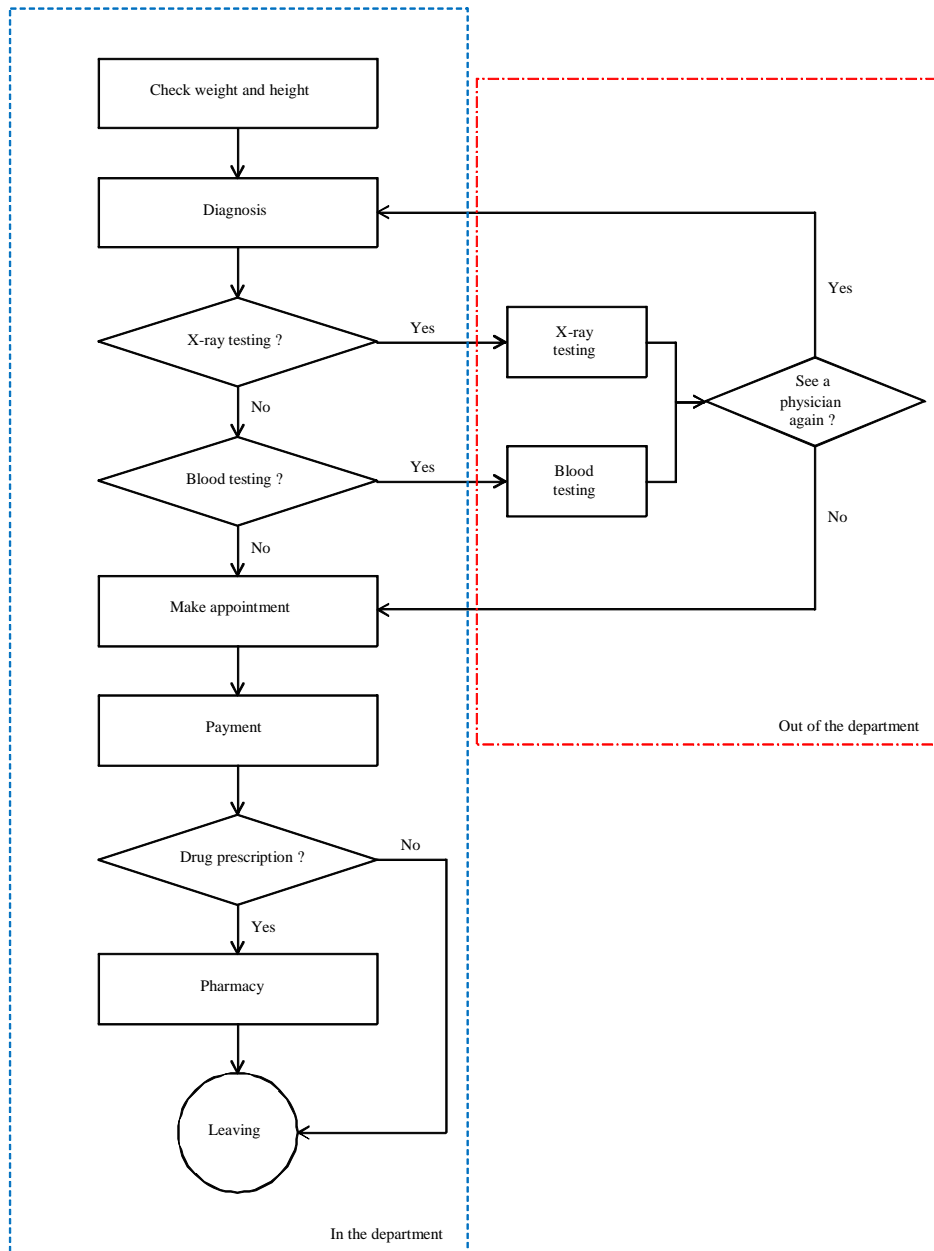 Check weight and height
Diagnosis
Yes
X-ray testing ?
Yes
X-ray
testing
See a
physician
again ?
No
Blood testing ?
Yes
Blood
testing
No
No
Make appointment
Payment
Out of the department
Drug prescription ?
No
Yes
Pharmacy
Leaving
In the department